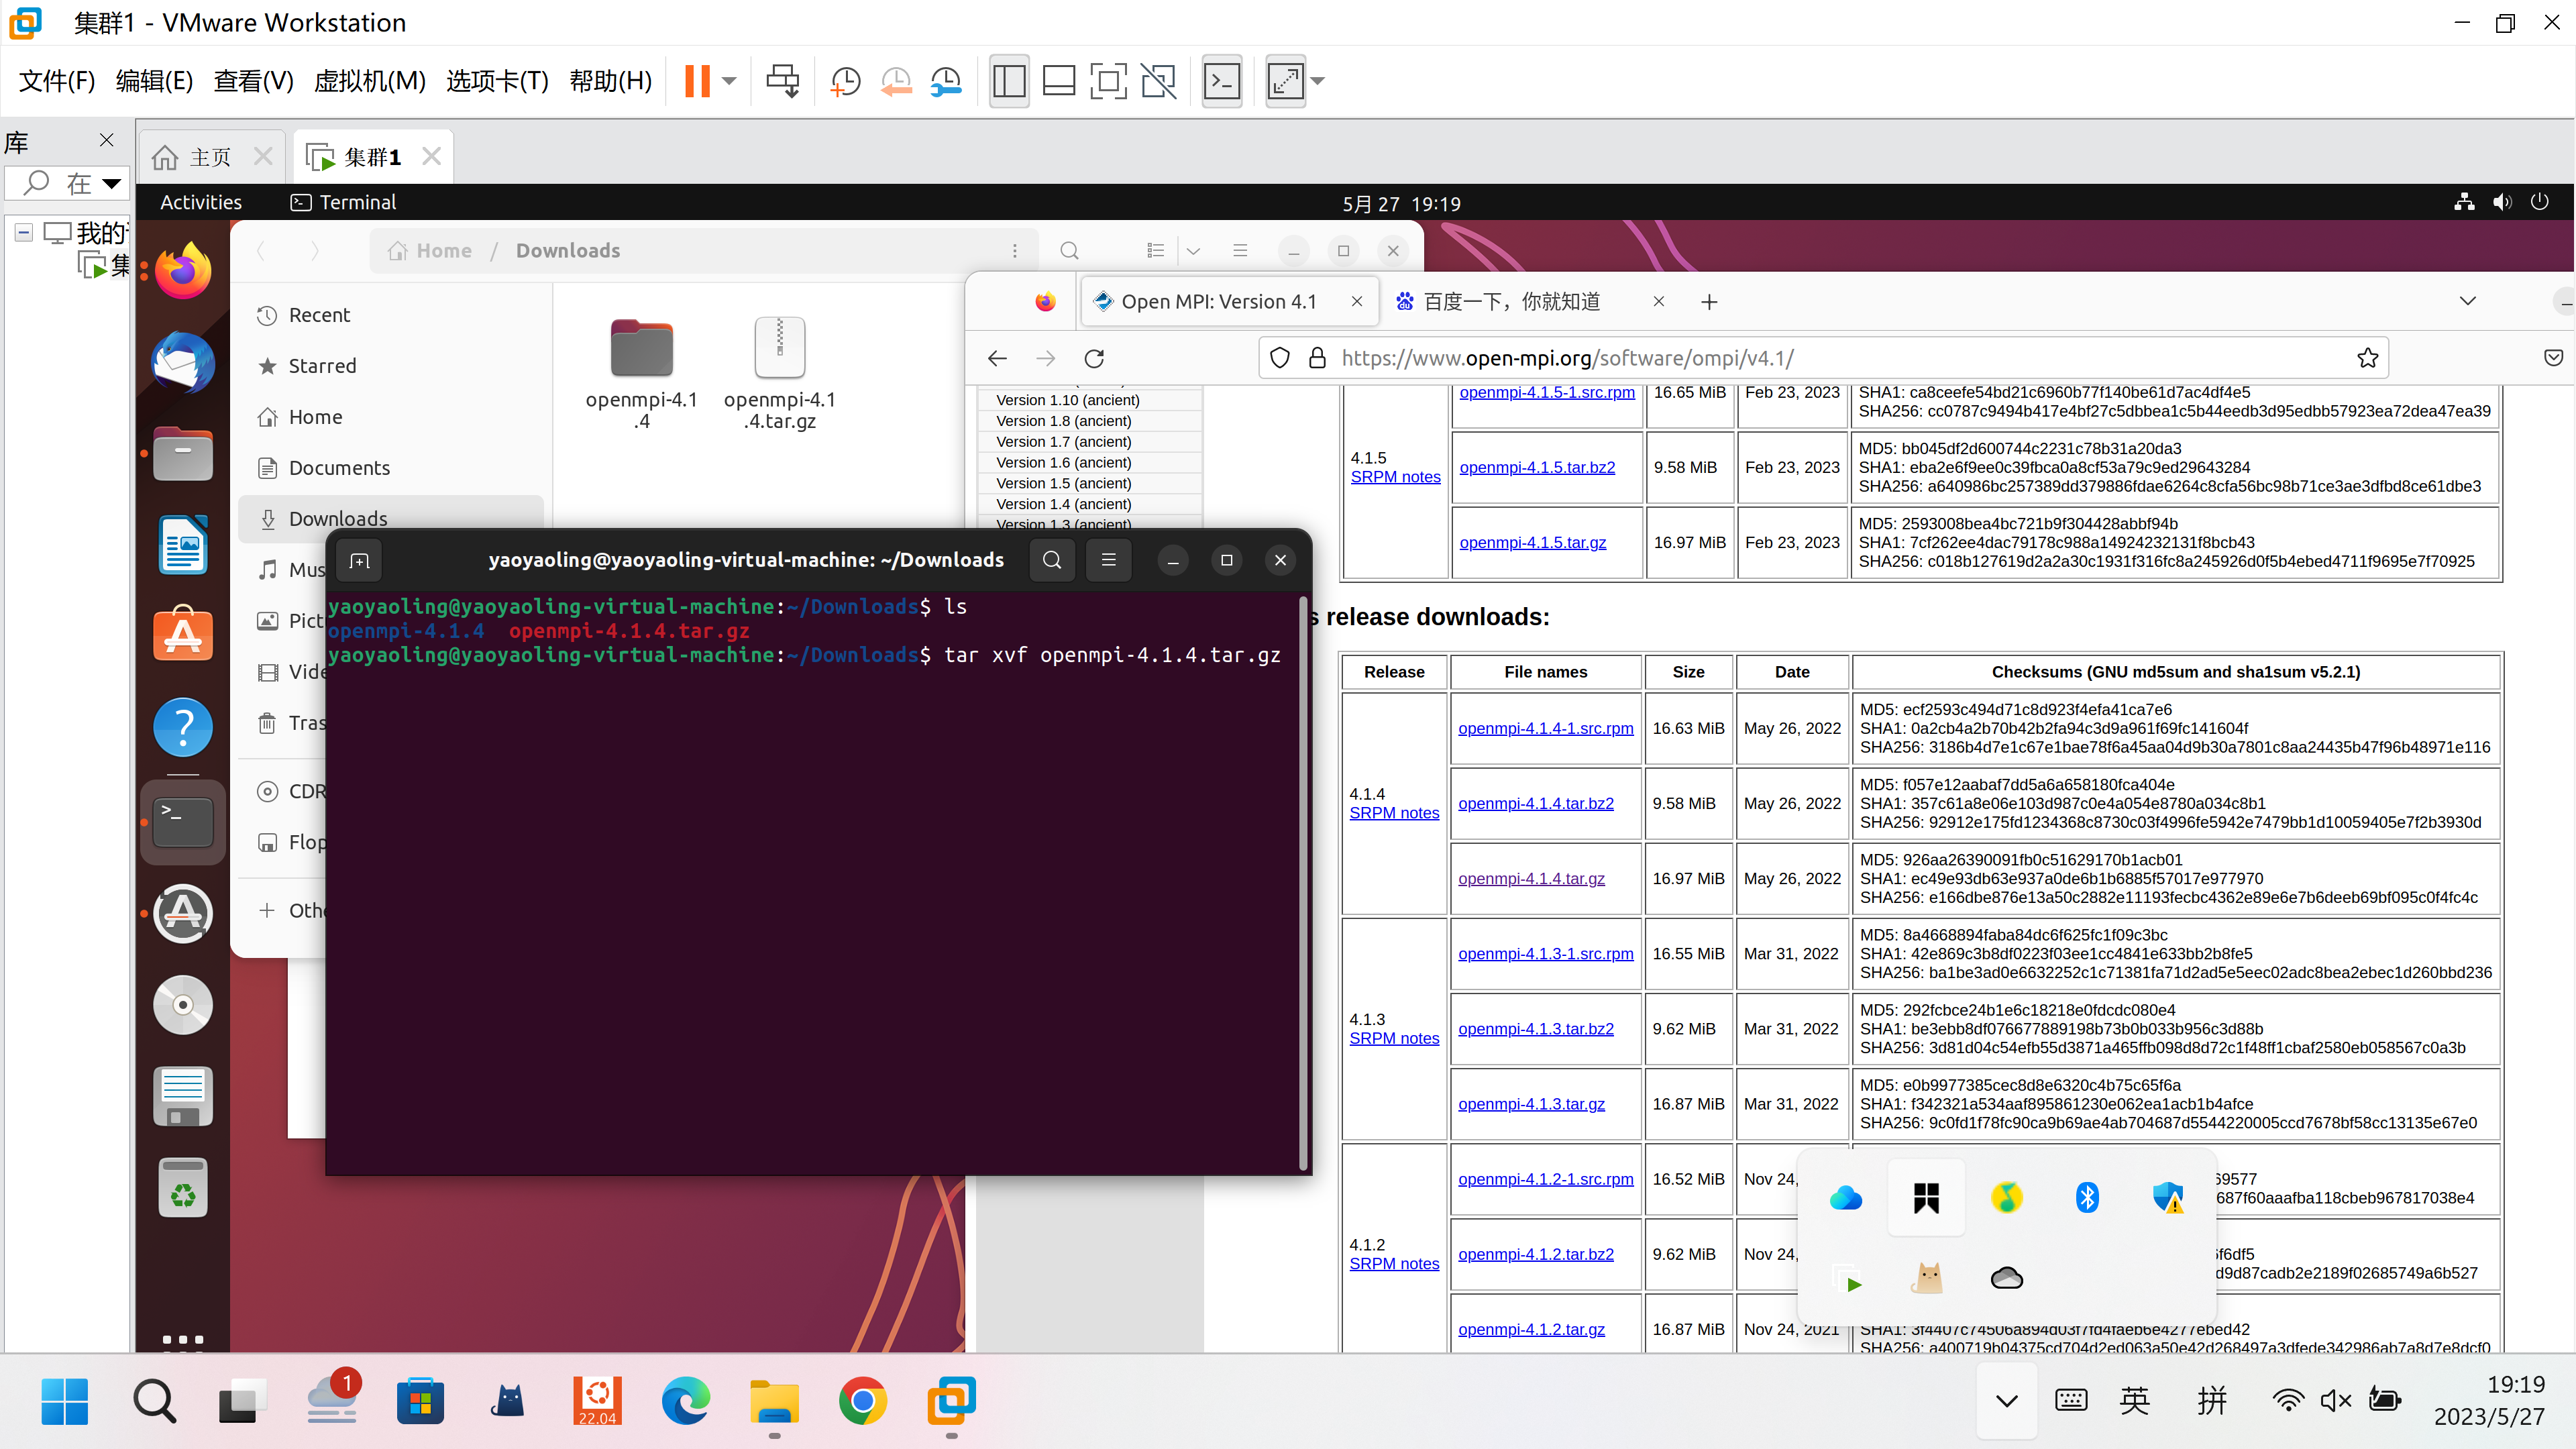 集群1 - VMware Workstation
文件(F) 编辑(E) 查看(V) 虚拟机(M) 选项卡(T) 帮助(H)
库
主页
集群1
在
我的
Activities
Terminal
5月 27 19:19
Home / Downloads
Recent
Starred
Home
Documents
Downloads
Mus
Pict
Vide
Tras
CDR
Flop
Othe
openmpi-4.1
.4
openmpi-4.1
.4.tar.gz
Open MPI: Version 4.1
百度一下，你就知道
https://www.open-mpi.org/software/ompi/v4.1/
Version 1.10 (ancient)
Version 1.8 (ancient)
Version 1.7 (ancient)
Version 1.6 (ancient)
Version 1.5 (ancient)
Version 1.4 (ancient)
Version 1.3 (ancient)
yaoyaoling@yaoyaoling-virtual-machine: ~/Downloads
yaoyaoling@yaoyaoling-virtual-machine:~/Downloads$ ls
openmpi-4.1.4 openmpi-4.1.4.tar.gz
yaoyaoling@yaoyaoling-virtual-machine:~/Downloads$ tar xvf openmpi-4.1.4.tar.gz
openmpi-4.1.5-1.src.rpm 16.65 MiB Feb 23, 2023
SHA1: ca8ceefe54bd21c6960b77f140be61d7ac4df4e5
SHA256: cc0787c9494b417e4bf27c5dbbea1c5b44eedb3d95edbb57923ea72dea47ea39
4.1.5
SRPM notes
openmpi-4.1.5.tar.bz2 9.58 MiB Feb 23, 2023
MD5: bb045df2d600744c2231c78b31a20da3
SHA1: eba2e6f9ee0c39fbca0a8cf53a79c9ed29643284
SHA256: a640986bc257389dd379886fdae6264c8cfa56bc98b71ce3ae3dfbd8ce61dbe3
openmpi-4.1.5.tar.gz 16.97 MiB Feb 23, 2023
MD5: 2593008bea4bc721b9f304428abbf94b
SHA1: 7cf262ee4dac79178c988a14924232131f8bcb43
SHA256: c018b127619d2a2a30c1931f316fc8a245926d0f5b4ebed4711f9695e7f70925
s release downloads:
Release File names Size Date Checksums (GNU md5sum and sha1sum v5.2.1)
4.1.4
SRPM notes
openmpi-4.1.4-1.src.rpm 16.63 MiB May 26, 2022
MD5: ecf2593c494d71c8d923f4efa41ca7e6
SHA1: 0a2cb4a2b70b42b2fa94c3d9a961f69fc141604f
SHA256: 3186b4d7e1c67e1bae78f6a45aa04d9b30a7801c8aa24435b47f96b48971e116
openmpi-4.1.4.tar.bz2 9.58 MiB May 26, 2022
MD5: f057e12aabaf7dd5a6a658180fca404e
SHA1: 357c61a8e06e103d987c0e4a054e8780a034c8b1
SHA256: 92912e175fd1234368c8730c03f4996fe5942e7479bb1d10059405e7f2b3930d
openmpi-4.1.4.tar.gz 16.97 MiB May 26, 2022
MD5: 926aa26390091fb0c51629170b1acb01
SHA1: ec49e93db63e937a0de6b1b6885f57017e977970
SHA256: e166dbe876e13a50c2882e11193fecbc4362e89e6e7b6deeb69bf095c0f4fc4c
4.1.3
SRPM notes
openmpi-4.1.3-1.src.rpm 16.55 MiB Mar 31, 2022
MD5: 8a4668894faba84dc6f625fc1f09c3bc
SHA1: 42e869c3b8df0223f03ee1cc4841e633bb2b8fe5
SHA256: ba1be3ad0e6632252c1c71381fa71d2ad5e5eec02adc8bea2ebec1d260bbd236
openmpi-4.1.3.tar.bz2 9.62 MiB Mar 31, 2022
MD5: 292fcbce24b1e6c18218e0fdcdc080e4
SHA1: be3ebb8df076677889198b73b0b033b956c3d88b
SHA256: 3d81d04c54efb55d3871a465ffb098d8d72c1f48ff1cbaf2580eb058567c0a3b
openmpi-4.1.3.tar.gz 16.87 MiB Mar 31, 2022
MD5: e0b9977385cec8d8e6320c4b75c65f6a
SHA1: f342321a534aaf895861230e062ea1acb1b4afce
SHA256: 9c0fd1f78fc90ca9b69ae4ab704687d5544220005ccd7678bf58cc13135e67e0
4.1.2
SRPM notes
openmpi-4.1.2-1.src.rpm 16.52 MiB Nov 24,
69577
687f60aaafba118cbeb967817038e4
openmpi-4.1.2.tar.bz2 9.62 MiB Nov 24,
6f6df5
d9d87cadb2e2189f02685749a6b527
openmpi-4.1.2.tar.gz 16.87 MiB Nov 24, 2021
SHA1: 3f4407c74506a894d03f7fd4faeb6e4277ebed42
SHA256: a400719b04375cd704d2ed063a50e42d268497a3dfede342986ab7a8d7e8dcf0
1
22.04
英
拼
19:19
2023/5/27